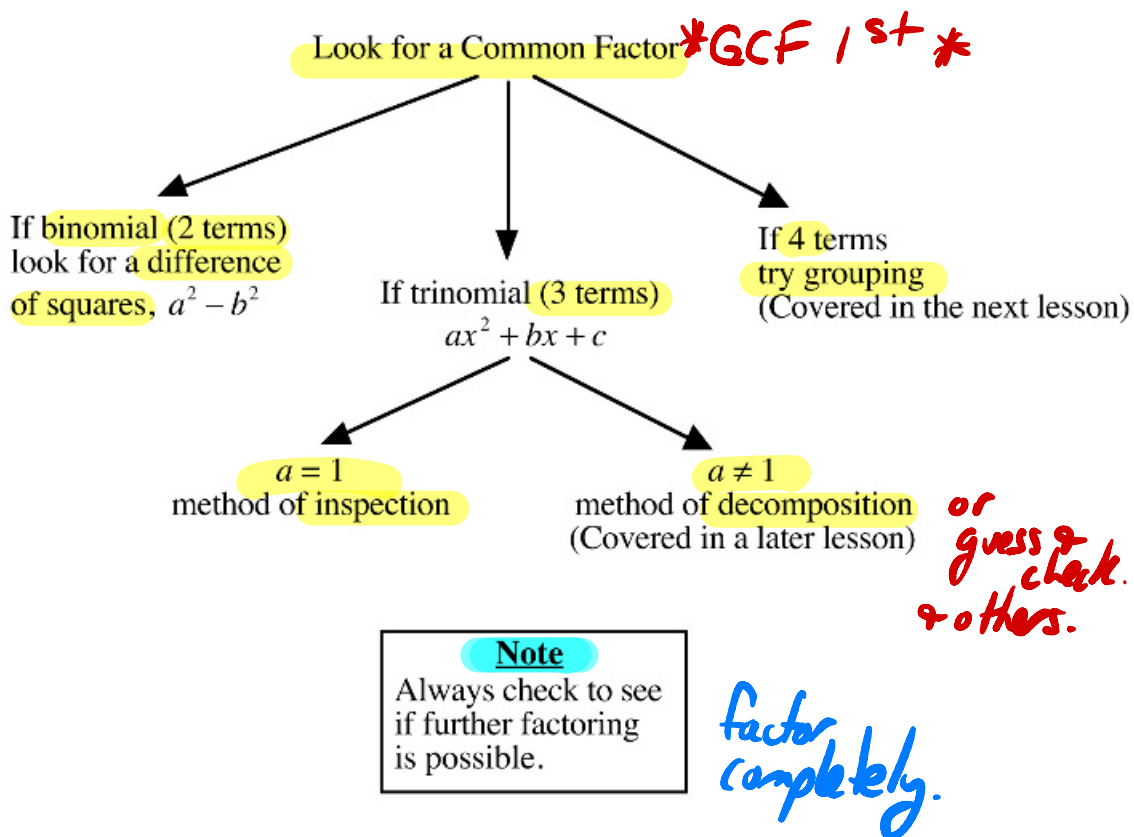 Look for a Common Factor *GCF 1st *
If binomial (2 terms)
look for a difference
of squares, a² − b²
If trinomial (3 terms)
ax² + bx + c
If 4 terms
try grouping
(Covered in the next lesson)
a = 1
method of inspection
a ≠ 1
method of decomposition
(Covered in a later lesson)
or
guess &
check.
& others.
Note
Always check to see
if further factoring
is possible.
factor
completely.